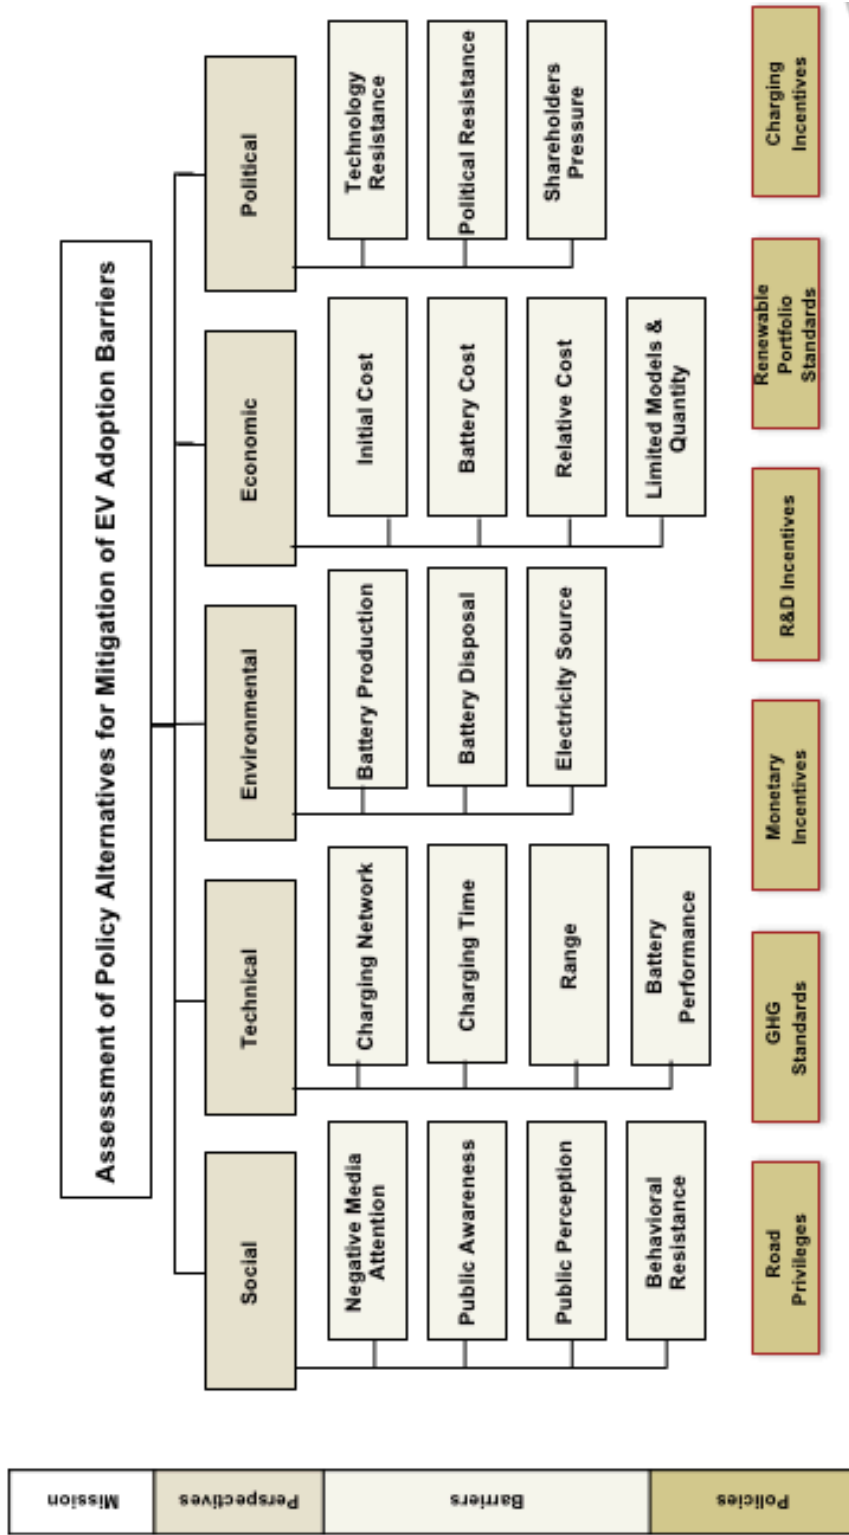 Assessment of Policy Alternatives for Mitigation of EV Adoption Barriers
Social
Technical
Environmental
Economic
Political
Negative Media
Attention
Public Awareness
Public Perception
Behavioral
Resistance
Charging Network
Charging Time
Range
Battery
Performance
Battery Production
Battery Disposal
Electricity Source
Initial Cost
Battery Cost
Relative Cost
Limited Models &
Quantity
Technology
Resistance
Political Resistance
Shareholders
Pressure
Road
Privileges
GHG
Standards
Monetary
Incentives
R&D Incentives
Renewable
Portfolio
Standards
Charging
Incentives
Mission
Perspectives
Barriers
Policies